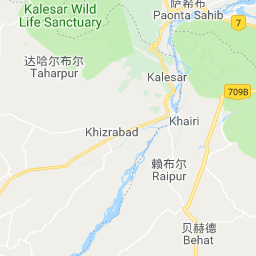 Kalesar Wild
Life Sanctuary
萨希布
Paonta Sahib
7
达哈尔布尔
Taharpur
Kalesar
709B
Khairi
Khizrabad
赖布尔
Raipur
贝赫德
Behat